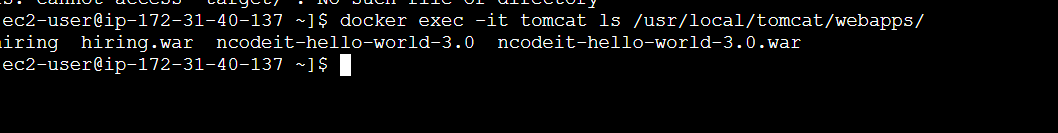 ls: cannot access 'target/': No such file or directory
ec2-user@ip-172-31-40-137 ~]$ docker exec -it tomcat ls /usr/local/tomcat/webapps/
hiring  hiring.war  ncodeit-hello-world-3.0  ncodeit-hello-world-3.0.war
ec2-user@ip-172-31-40-137 ~]$